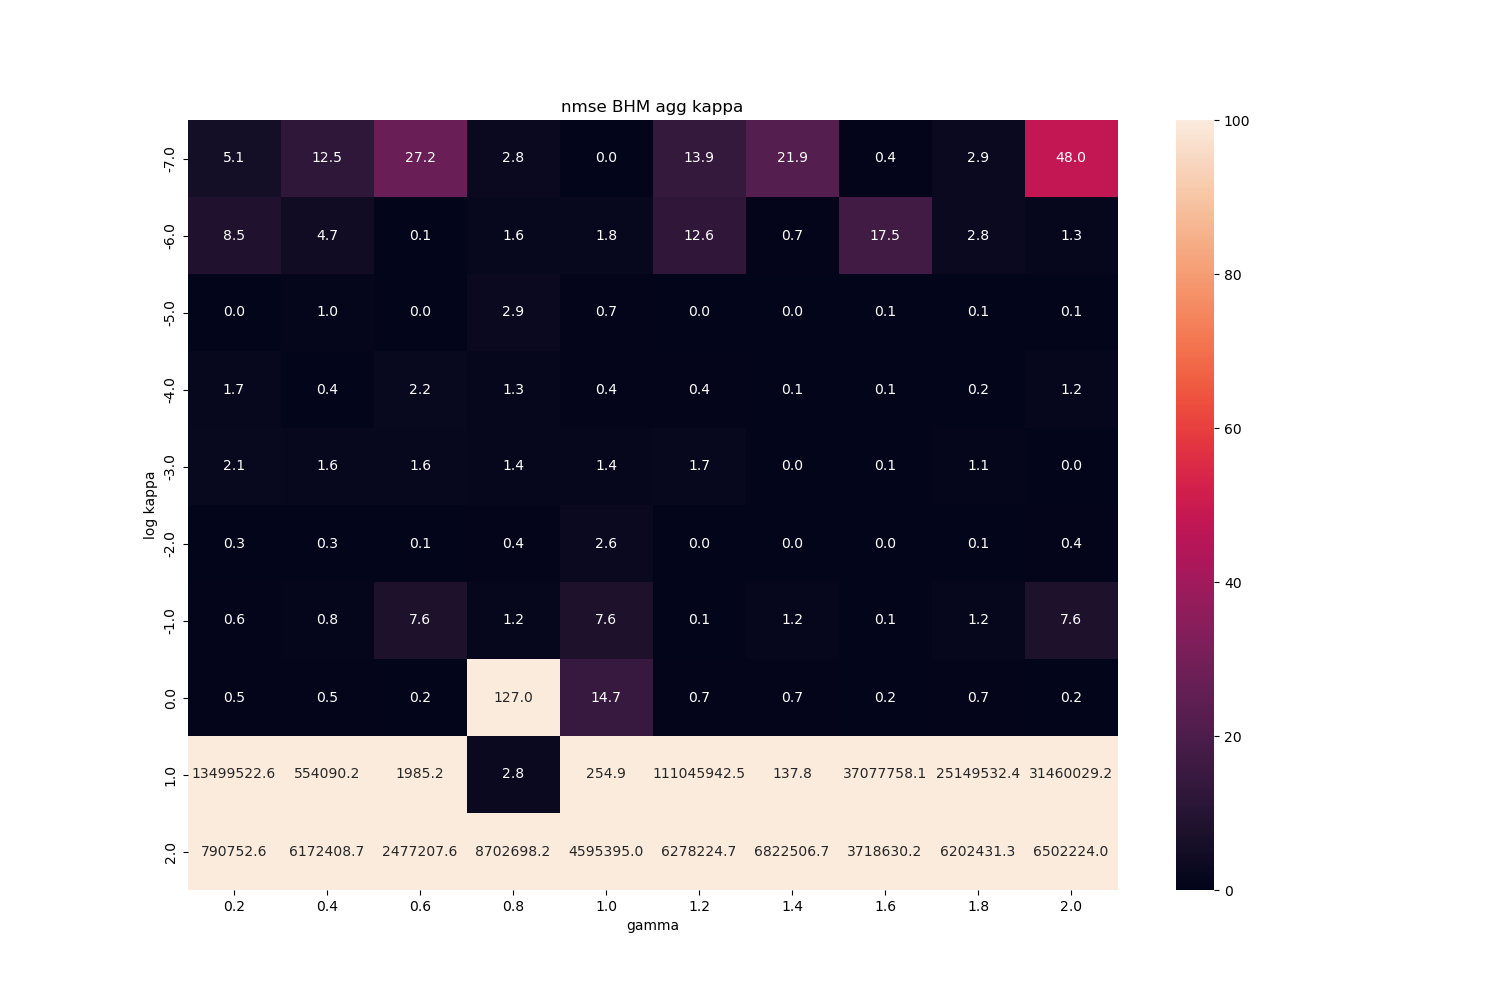 nmse BHM agg kappa
-7.0 5.1 12.5 27.2 2.8 0.0 13.9 21.9 0.4 2.9 48.0
-6.0 8.5 4.7 0.1 1.6 1.8 12.6 0.7 17.5 2.8 1.3
-5.0 0.0 1.0 0.0 2.9 0.7 0.0 0.0 0.1 0.1 0.1
-4.0 1.7 0.4 2.2 1.3 0.4 0.4 0.1 0.1 0.2 1.2
-3.0 2.1 1.6 1.6 1.4 1.4 1.7 0.0 0.1 1.1 0.0
-2.0 0.3 0.3 0.1 0.4 2.6 0.0 0.0 0.0 0.1 0.4
-1.0 0.6 0.8 7.6 1.2 7.6 0.1 1.2 0.1 1.2 7.6
0.0 0.5 0.5 0.2 127.0 14.7 0.7 0.7 0.2 0.7 0.2
1.0 13499522.6 554090.2 1985.2 2.8 254.9 111045942.5 137.8 37077758.1 25149532.4 31460029.2
2.0 790752.6 6172408.7 2477207.6 8702698.2 4595395.0 6278224.7 6822506.7 3718630.2 6202431.3 6502224.0
0.2 0.4 0.6 0.8 1.0 1.2 1.4 1.6 1.8 2.0
gamma
log kappa
100
80
60
40
20
0